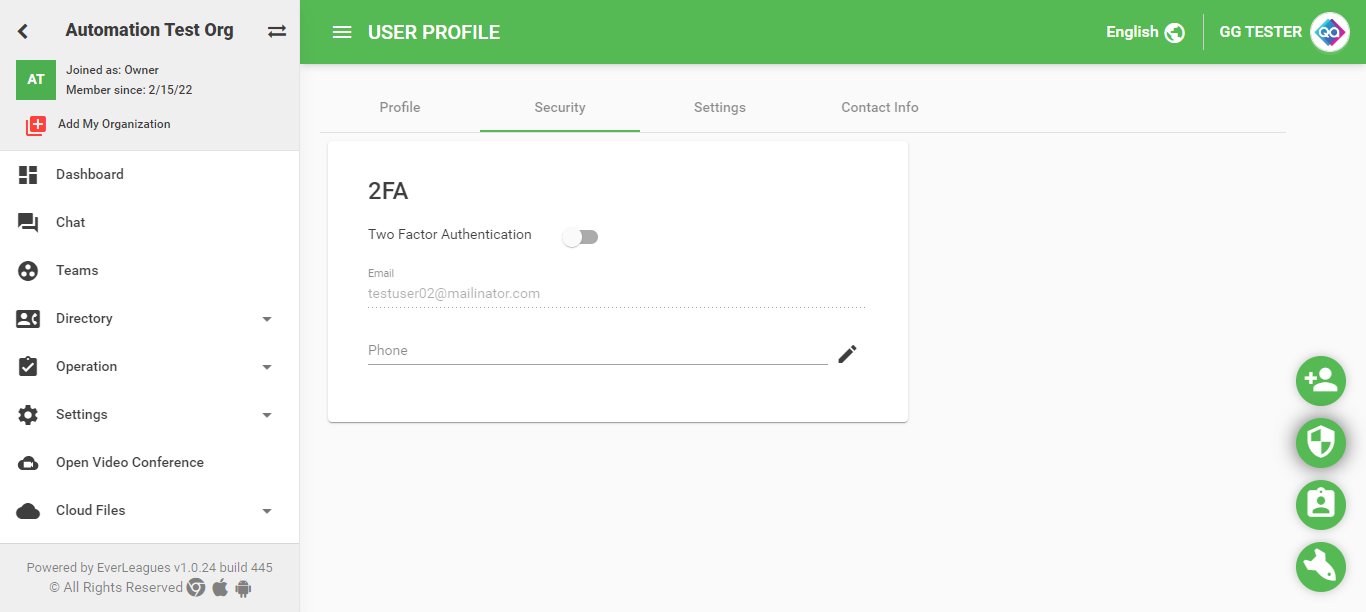 Automation Test Org
AT
Joined as: Owner
Member since: 2/15/22
Add My Organization
Dashboard
Chat
Teams
Directory
Operation
Settings
Open Video Conference
Cloud Files
Powered by EverLeagues v1.0.24 build 445
© All Rights Reserved
USER PROFILE
English
GG TESTER
QA
Profile
Security
Settings
Contact Info
2FA
Two Factor Authentication
Email
testuser02@mailinator.com
Phone